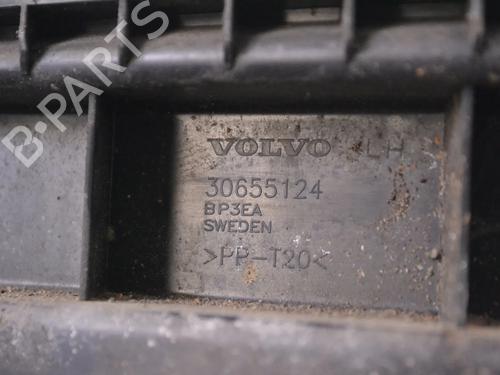 B-PARTS
VOLVO LH
30655124
BP3EA
SWEDEN
>PP-T20<